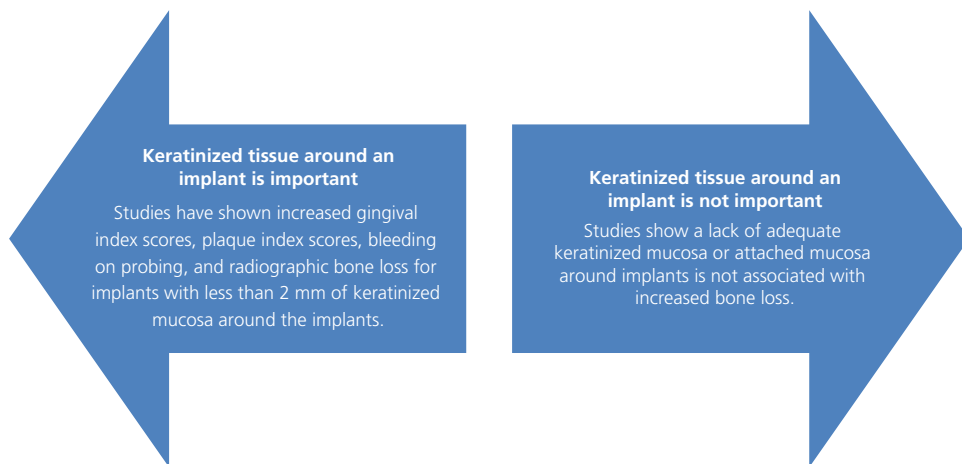 Keratinized tissue around an
implant is important
Studies have shown increased gingival
index scores, plaque index scores, bleeding
on probing, and radiographic bone loss for
implants with less than 2 mm of keratinized
mucosa around the implants.
Keratinized tissue around an
implant is not important
Studies show a lack of adequate
keratinized mucosa or attached mucosa
around implants is not associated with
increased bone loss.